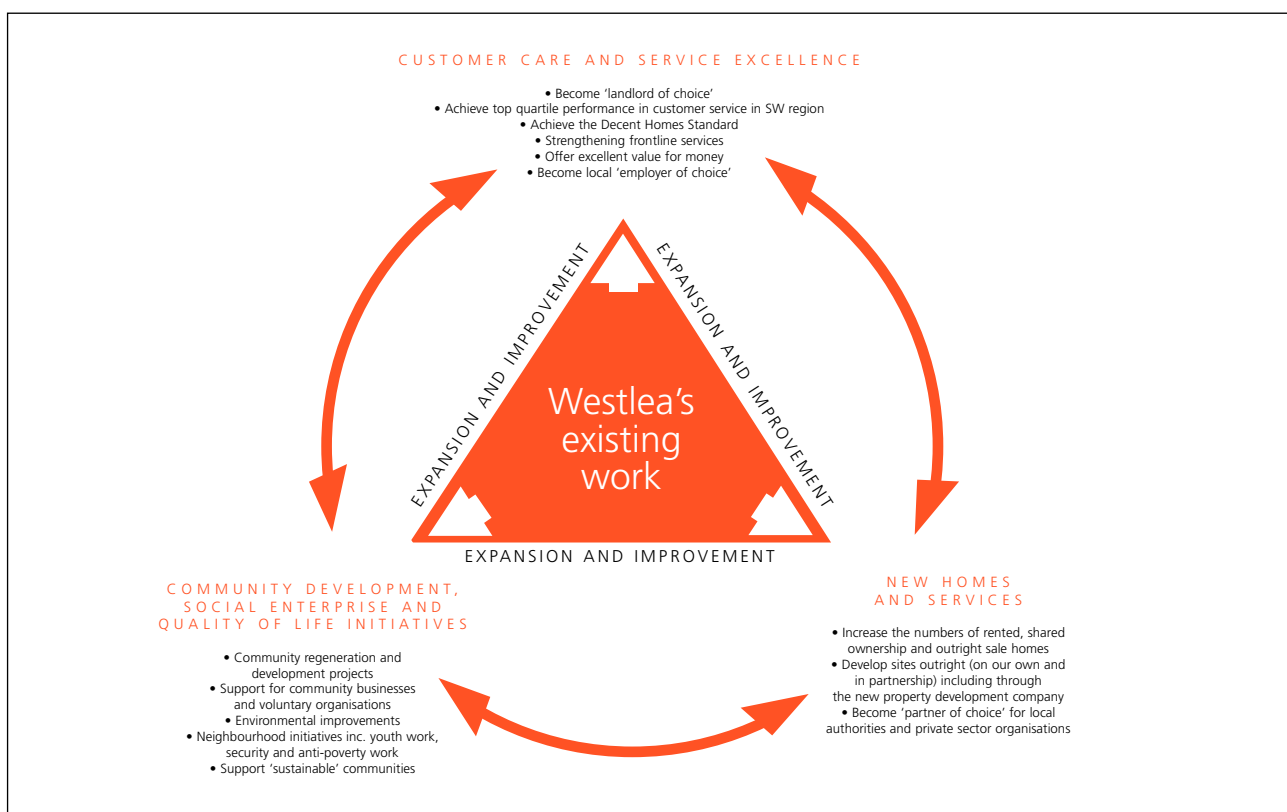 CUSTOMER CARE AND SERVICE EXCELLENCE
• Become ‘landlord of choice’
• Achieve top quartile performance in customer service in SW region
• Achieve the Decent Homes Standard
• Strengthening frontline services
• Offer excellent value for money
• Become local ‘employer of choice’
EXPANSION AND IMPROVEMENT
EXPANSION AND IMPROVEMENT
Westlea’s
existing
work
EXPANSION AND IMPROVEMENT
COMMUNITY DEVELOPMENT,
SOCIAL ENTERPRISE AND
QUALITY OF LIFE INITIATIVES
• Community regeneration and
development projects
• Support for community businesses
and voluntary organisations
• Environmental improvements
• Neighbourhood initiatives inc. youth work,
security and anti-poverty work
• Support ‘sustainable’ communities
NEW HOMES
AND SERVICES
• Increase the numbers of rented, shared
ownership and outright sale homes
• Develop sites outright (on our own and
in partnership) including through
the new property development company
• Become ‘partner of choice’ for local
authorities and private sector organisations